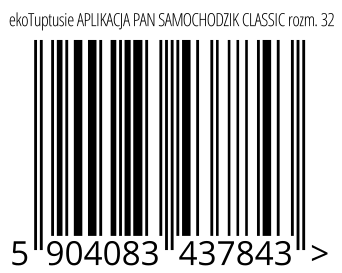 ekoTuptusie APLIKACJA PAN SAMOCHODZIK CLASSIC rozm. 32
5 904083 437843 >